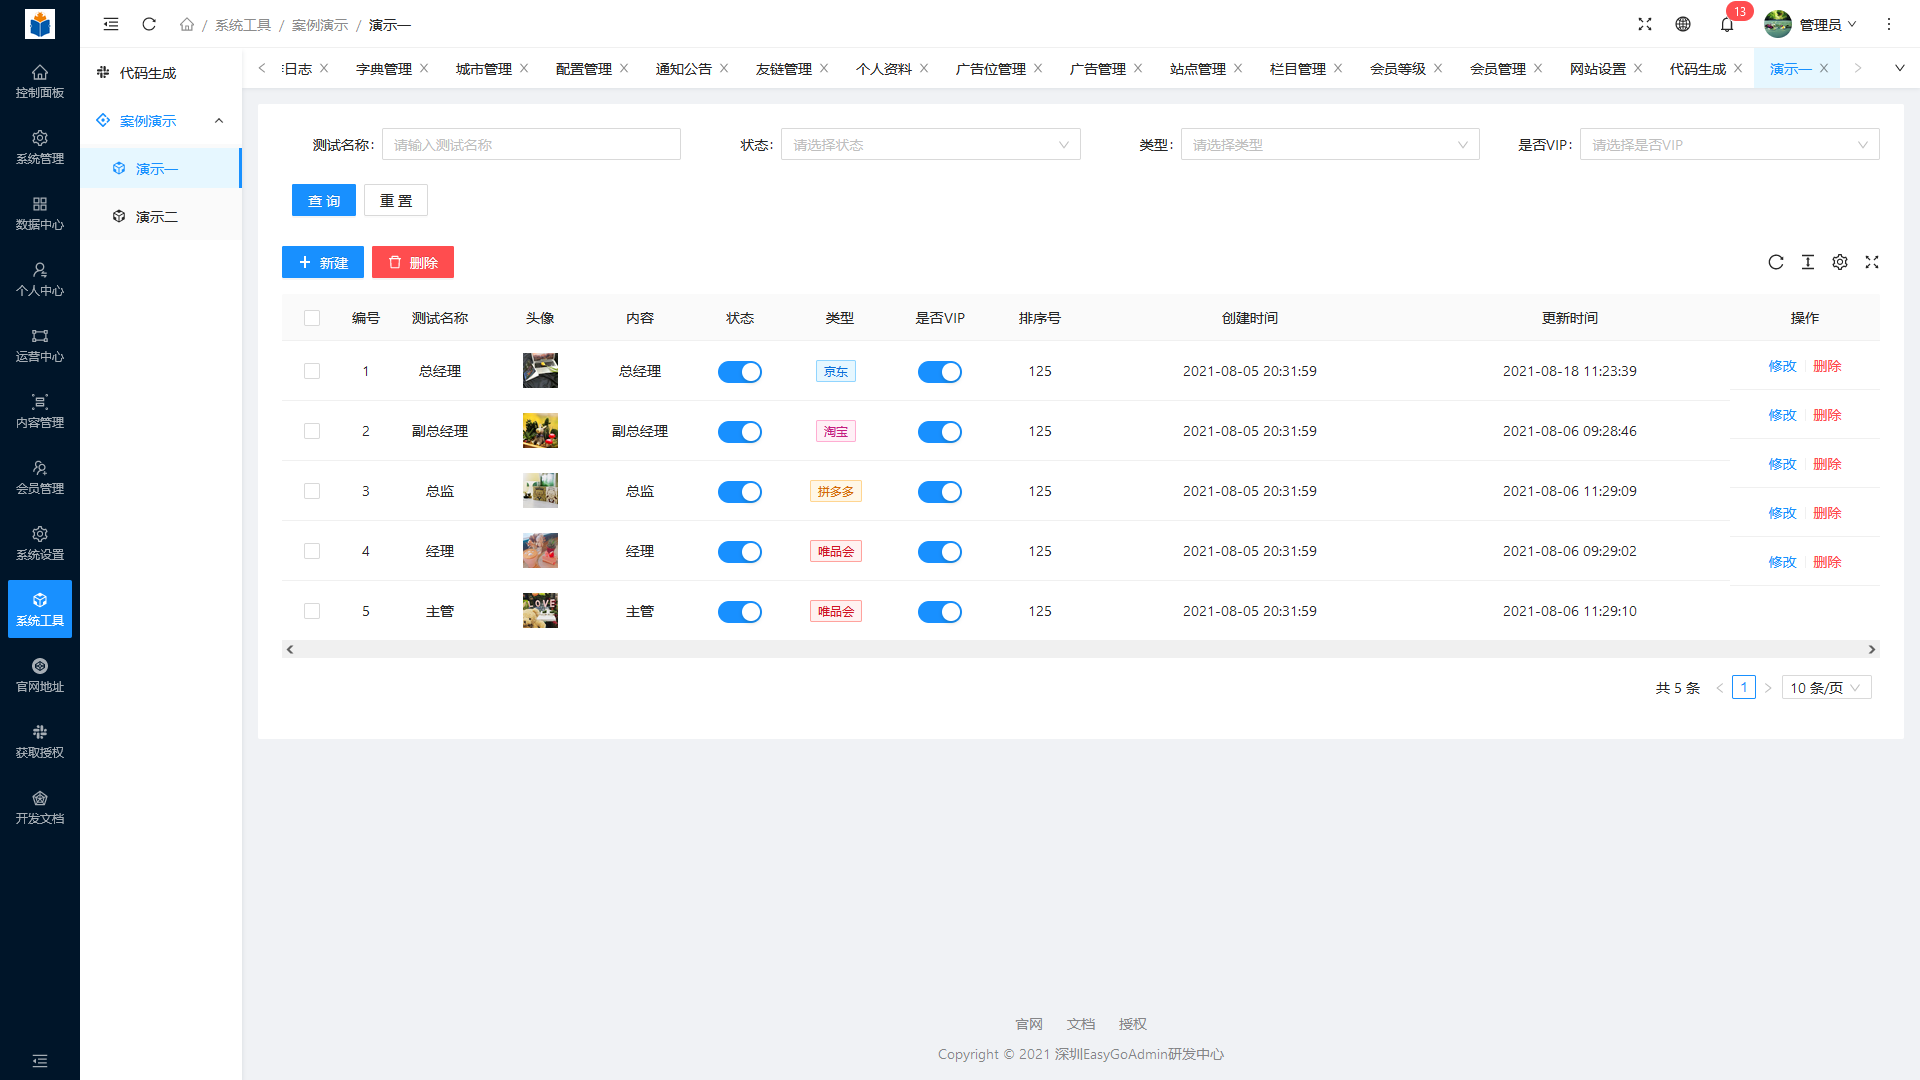 系统工具 / 案例演示 / 演示一
13
管理员
控制面板
系统管理
数据中心
个人中心
运营中心
内容管理
会员管理
系统设置
系统工具
官网地址
获取授权
开发文档
代码生成
案例演示
演示一
演示二
日志 字典管理 城市管理 配置管理 通知公告 友链管理 个人资料 广告位管理 广告管理 站点管理 栏目管理 会员等级 会员管理 网站设置 代码生成 演示一
测试名称: 请输入测试名称 状态: 请选择状态 类型: 请选择类型 是否VIP: 请选择是否VIP
查 询 重 置
新建 删除
编号 测试名称 头像 内容 状态 类型 是否VIP 排序号 创建时间 更新时间 操作
1 总经理 总经理 京东 125 2021-08-05 20:31:59 2021-08-18 11:23:39 修改 删除
2 副总经理 副总经理 淘宝 125 2021-08-05 20:31:59 2021-08-06 09:28:46 修改 删除
3 总监 总监 拼多多 125 2021-08-05 20:31:59 2021-08-06 11:29:09 修改 删除
4 经理 经理 唯品会 125 2021-08-05 20:31:59 2021-08-06 09:29:02 修改 删除
5 主管 LOVE 主管 唯品会 125 2021-08-05 20:31:59 2021-08-06 11:29:10 修改 删除
共 5 条 1 10 条/页
官网 文档 授权
Copyright © 2021 深圳EasyGoAdmin研发中心